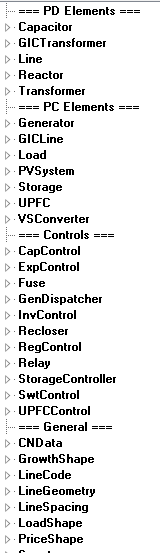 === PD Elements ===
Capacitor
GICTransformer
Line
Reactor
Transformer
=== PC Elements ===
Generator
GICLine
Load
PVSystem
Storage
UPFC
VSConverter
=== Controls ===
CapControl
ExpControl
Fuse
GenDispatcher
InvControl
Recloser
RegControl
Relay
StorageController
SwtControl
UPFCControl
=== General ===
CNData
GrowthShape
LineCode
LineGeometry
LineSpacing
LoadShape
PriceShape